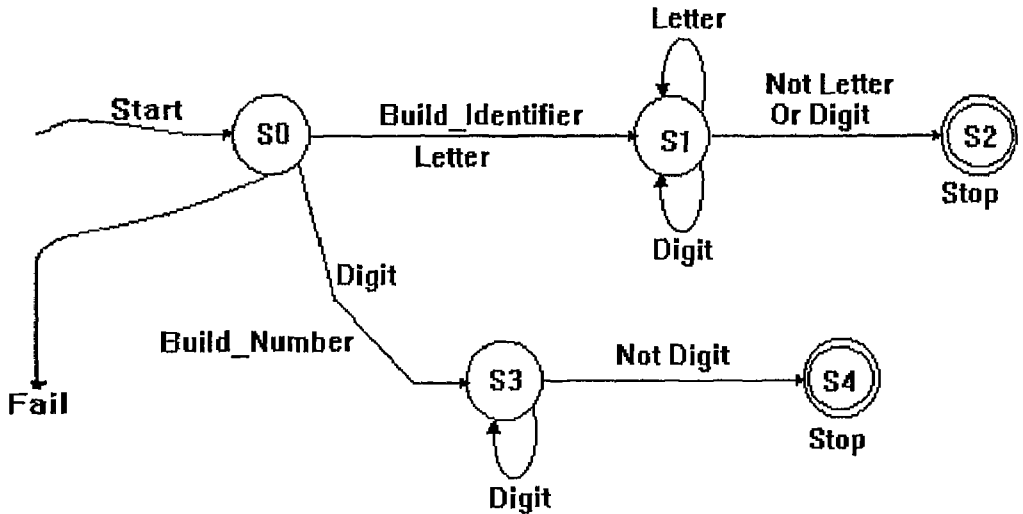 Letter
Start
S0
Build_Identifier
Letter
S1
Not Letter
Or Digit
S2
Stop
Digit
Digit
Build_Number
S3
Not Digit
S4
Stop
Fail
Digit